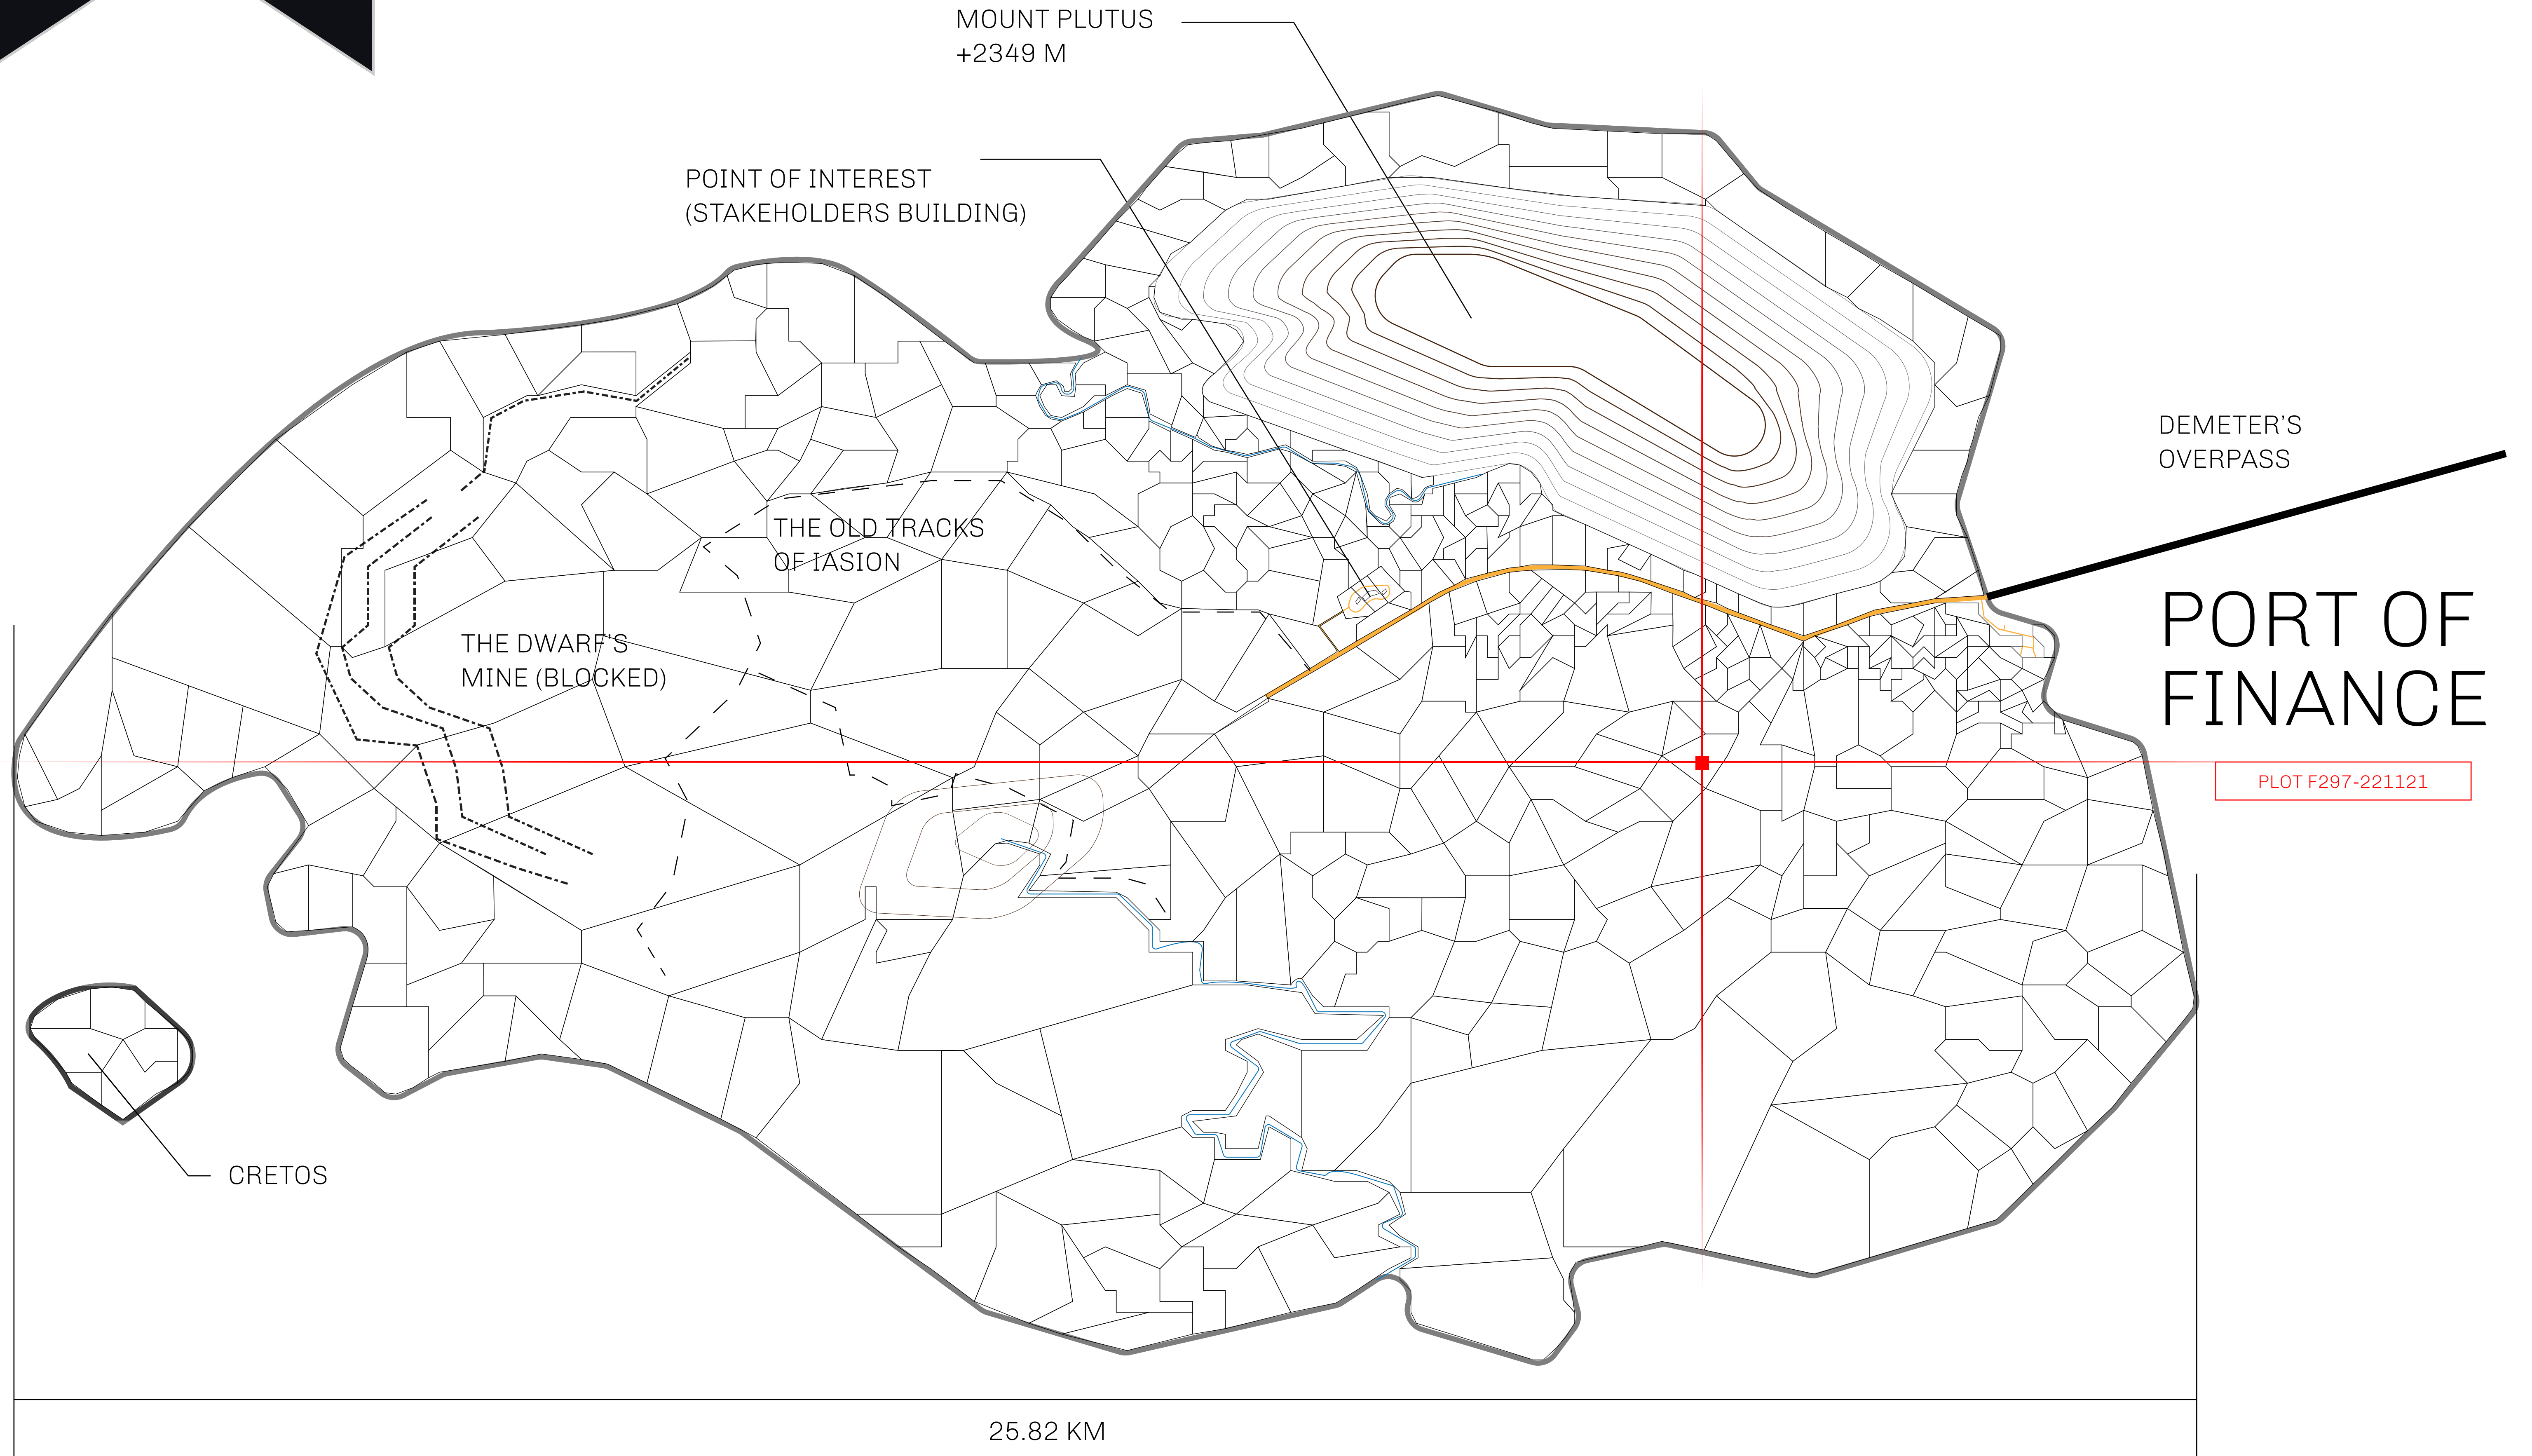 MOUNT PLUTUS
+2349 M
POINT OF INTEREST
(STAKEHOLDERS BUILDING)
DEMETER'S
OVERPASS
THE OLD TRACKS
OF IASION
PORT OF
FINANCE
THE DWARF'S
MINE (BLOCKED)
PLOT F297-221121
CRETOS
25.82 KM